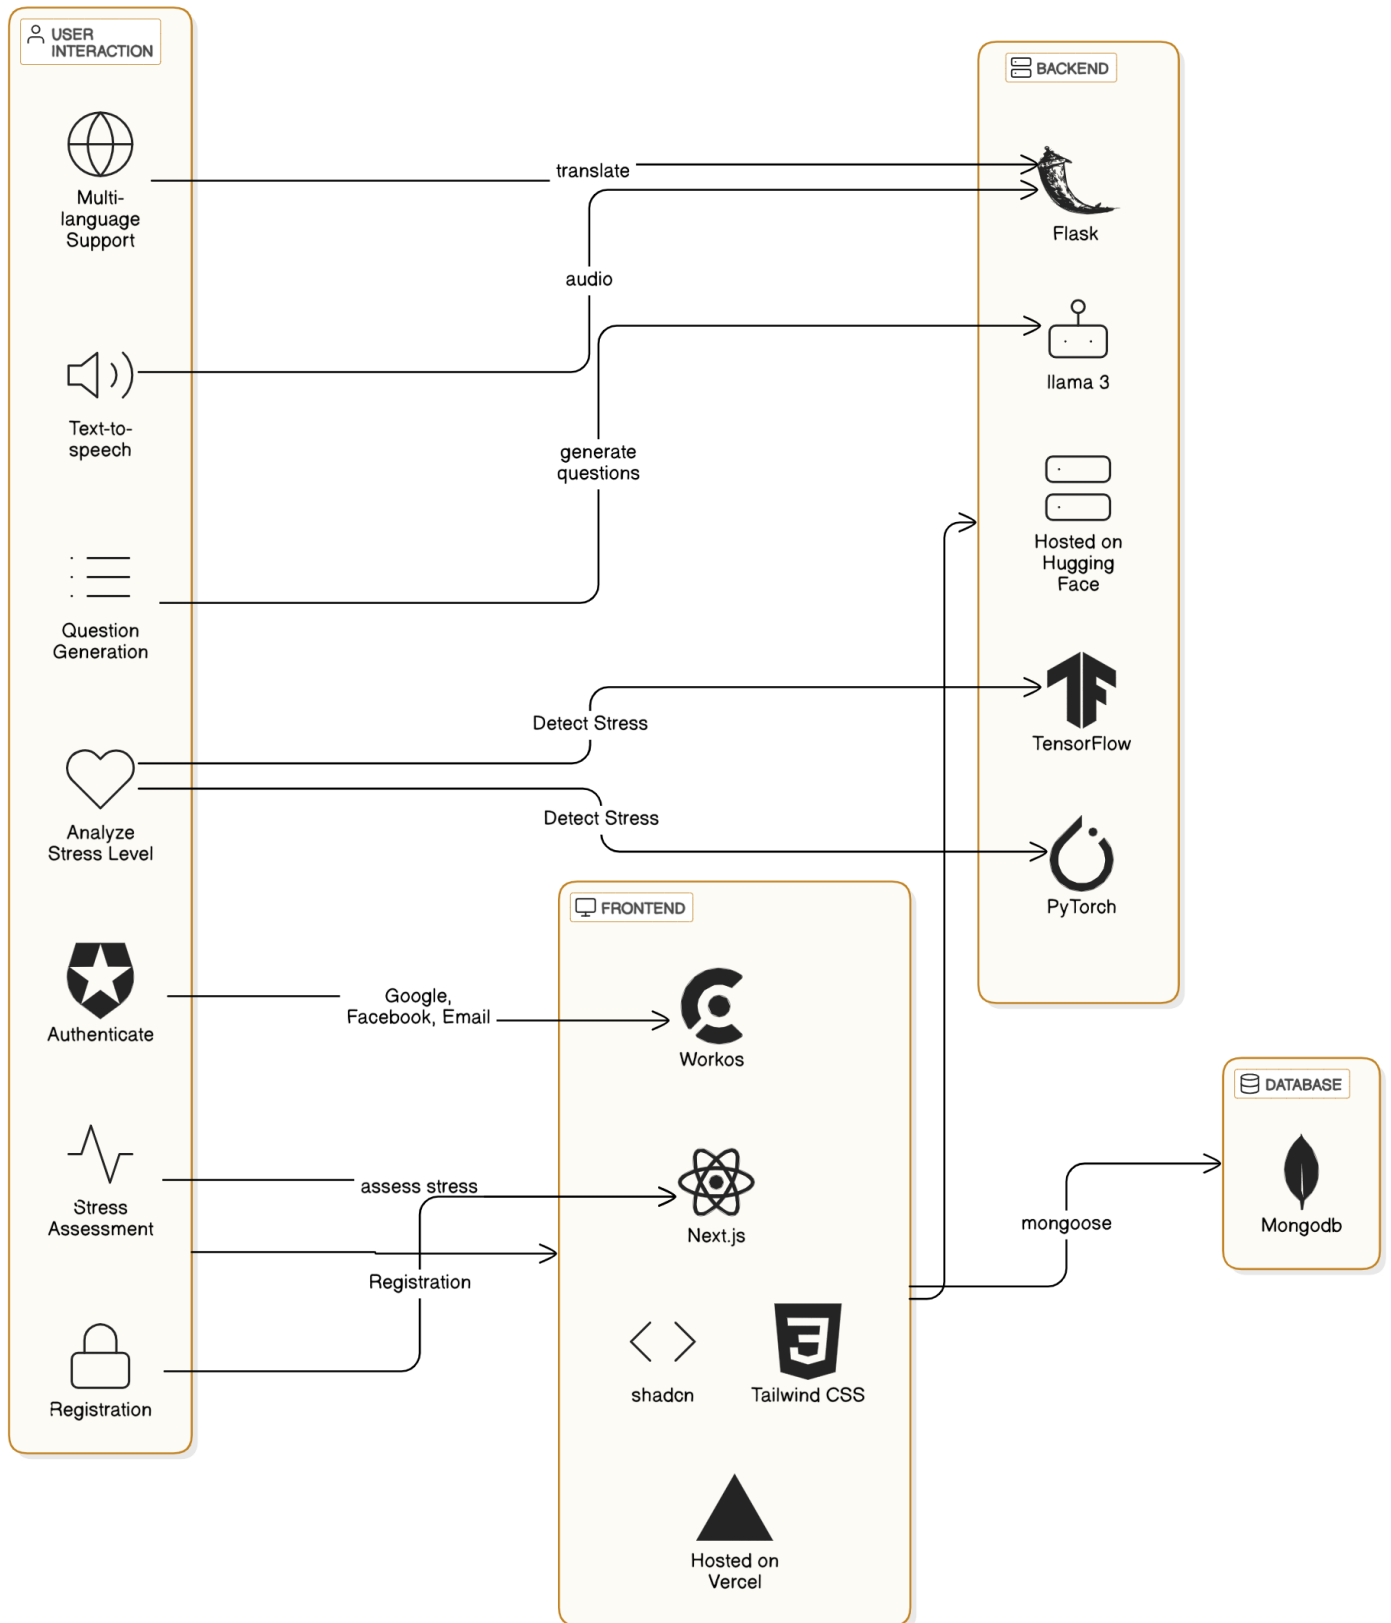 USER
INTERACTION
Multi-
language
Support
Text-to-
speech
Question
Generation
Analyze
Stress Level
Authenticate
Stress
Assessment
Registration
translate
audio
generate
questions
Detect Stress
Detect Stress
Google,
Facebook, Email
assess stress
Registration
FRONTEND
Workos
Next.js
shadcn
Tailwind CSS
Hosted on
Vercel
BACKEND
Flask
llama 3
Hosted on
Hugging
Face
TensorFlow
PyTorch
mongoose
DATABASE
Mongodb